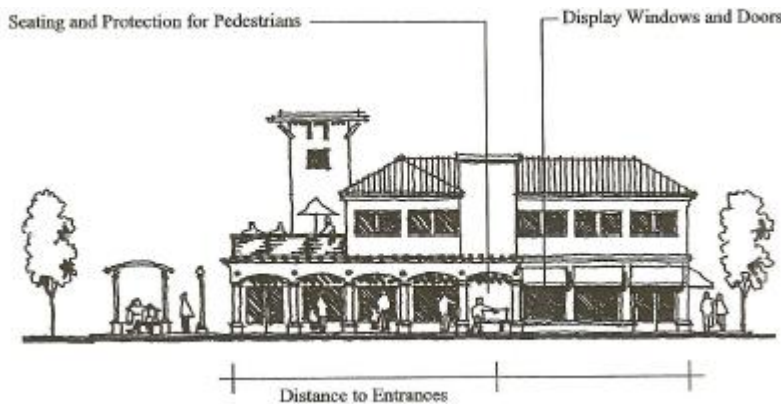 Seating and Protection for Pedestrians
Display Windows and Doors
Distance to Entrances